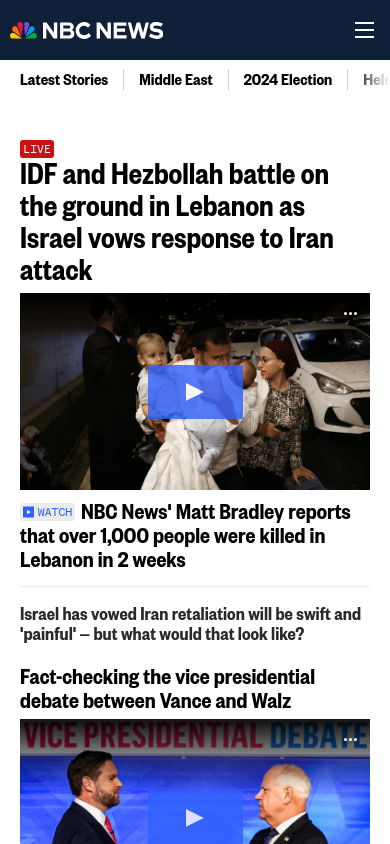 NBC NEWS
Latest Stories
Middle East
2024 Election
LIVE
IDF and Hezbollah battle on
the ground in Lebanon as
Israel vows response to Iran
attack
WATCH NBC News' Matt Bradley reports
that over 1,000 people were killed in
Lebanon in 2 weeks
Israel has vowed Iran retaliation will be swift and
'painful' — but what would that look like?
Fact-checking the vice presidential
debate between Vance and Walz
VICE PRESIDENTIAL DEBATE